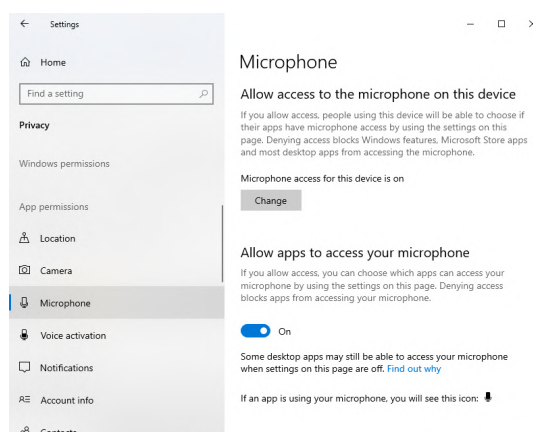 Settings
Home
Find a setting
Privacy
Windows permissions
App permissions
Location
Camera
Microphone
Voice activation
Notifications
Account info
Contacts
Microphone
Allow access to the microphone on this device
If you allow access, people using this device will be able to choose if
their apps have microphone access by using the settings on this
page. Denying access blocks Windows features, Microsoft Store apps
and most desktop apps from accessing the microphone.
Microphone access for this device is on
Change
Allow apps to access your microphone
If you allow access, you can choose which apps can access your
microphone by using the settings on this page. Denying access
blocks apps from accessing your microphone.
On
Some desktop apps may still be able to access your microphone
when settings on this page are off. Find out why
If an app is using your microphone, you will see this icon: